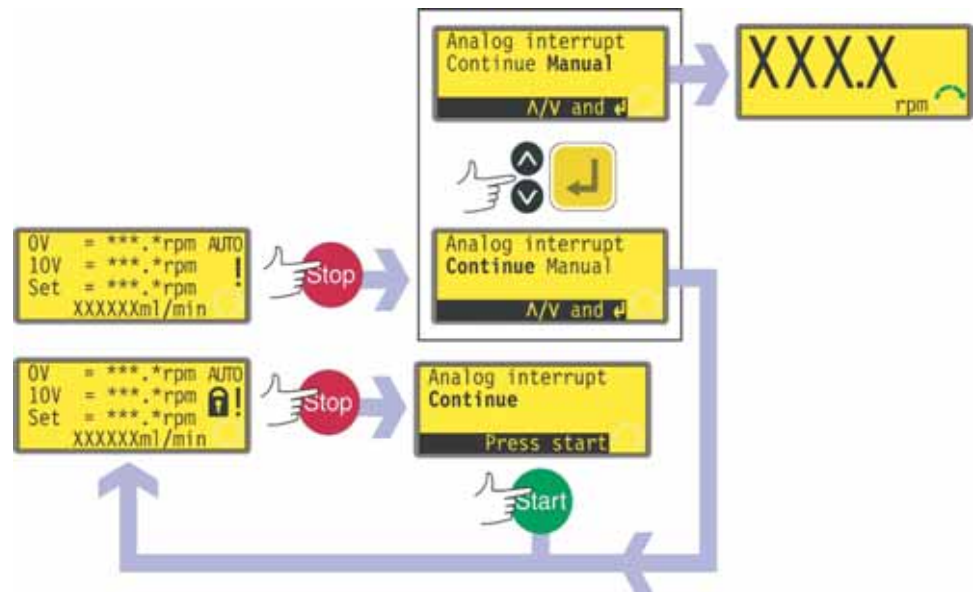 Analog interrupt
Continue Manual
Λ/V and ↲
XXX.X
rpm
0V = ***.*rpm AUTO
10V = ***.*rpm !
Set = ***.*rpm
XXXXXXml/min
Stop
Analog interrupt
Continue Manual
Λ/V and ↲
0V = ***.*rpm AUTO
10V = ***.*rpm !
Set = ***.*rpm
XXXXXXml/min
Stop
Analog interrupt
Continue
Press start
Start